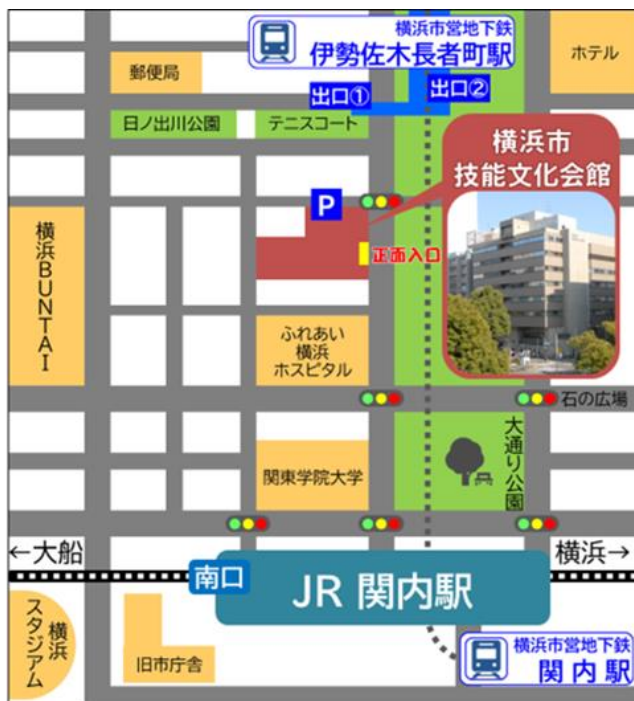 横浜市営地下鉄
伊勢佐木長者町駅
ホテル
郵便局
出口①
出口②
日ノ出川公園
テニスコート
横浜市
技能文化会館
P
正面入口
横浜BUNTAI
ふれあい
横浜
ホスピタル
石の広場
大通り公園
関東学院大学
←大船
横浜→
南口
JR 関内駅
横浜
スタジアム
旧市庁舎
横浜市営地下鉄
関内駅